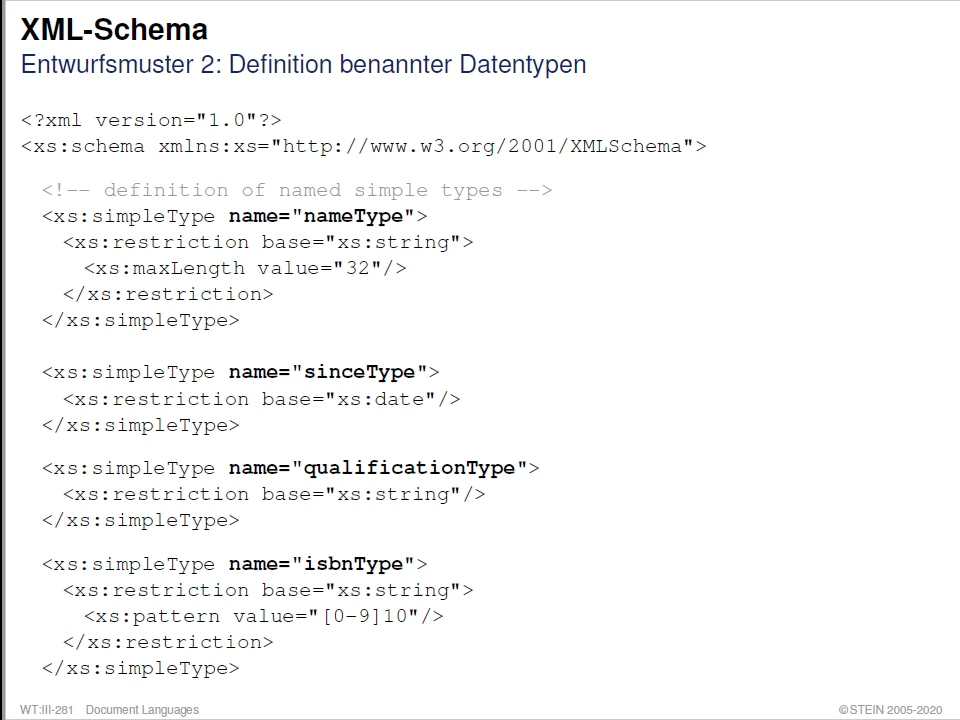 XML-Schema
Entwurfsmuster 2: Definition benannter Datentypen
<?xml version="1.0"?>
<xs:schema xmlns:xs="http://www.w3.org/2001/XMLSchema">
<!-- definition of named simple types -->
<xs:simpleType name="nameType">
<xs:restriction base="xs:string">
<xs:maxLength value="32"/>
</xs:restriction>
</xs:simpleType>
<xs:simpleType name="sinceType">
<xs:restriction base="xs:date"/>
</xs:simpleType>
<xs:simpleType name="qualificationType">
<xs:restriction base="xs:string"/>
</xs:simpleType>
<xs:simpleType name="isbnType">
<xs:restriction base="xs:string">
<xs:pattern value="[0-9]10"/>
</xs:restriction>
</xs:simpleType>
WT:III-281 Document Languages ©STEIN 2005-2020